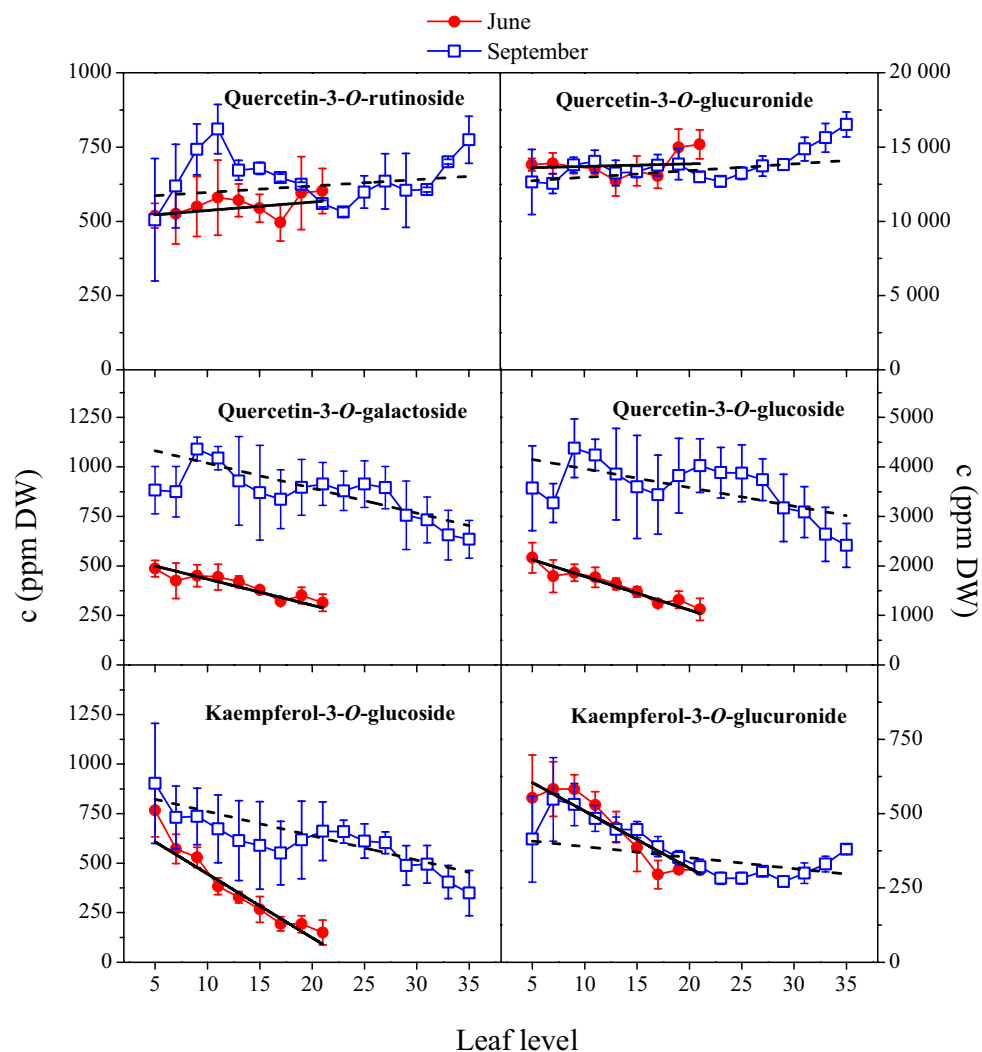 June
September
1000
750
500
250
0
Quercetin-3-O-rutinoside
Quercetin-3-O-glucuronide
20 000
15 000
10 000
5 000
0
1250
1000
750
500
250
0
Quercetin-3-O-galactoside
Quercetin-3-O-glucoside
5000
4000
3000
2000
1000
0
1250
1000
750
500
250
0
Kaempferol-3-O-glucoside
Kaempferol-3-O-glucuronide
750
500
250
0
c (ppm DW)
c (ppm DW)
5 10 15 20 25 30 35
5 10 15 20 25 30 35
Leaf level